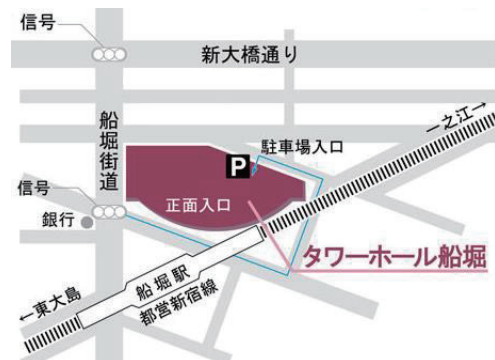 信号
新大橋通り
船堀街道
一之江→
駐車場入口
P
信号
正面入口
銀行
タワーホール船堀
船堀駅
都営新宿線
←東大島